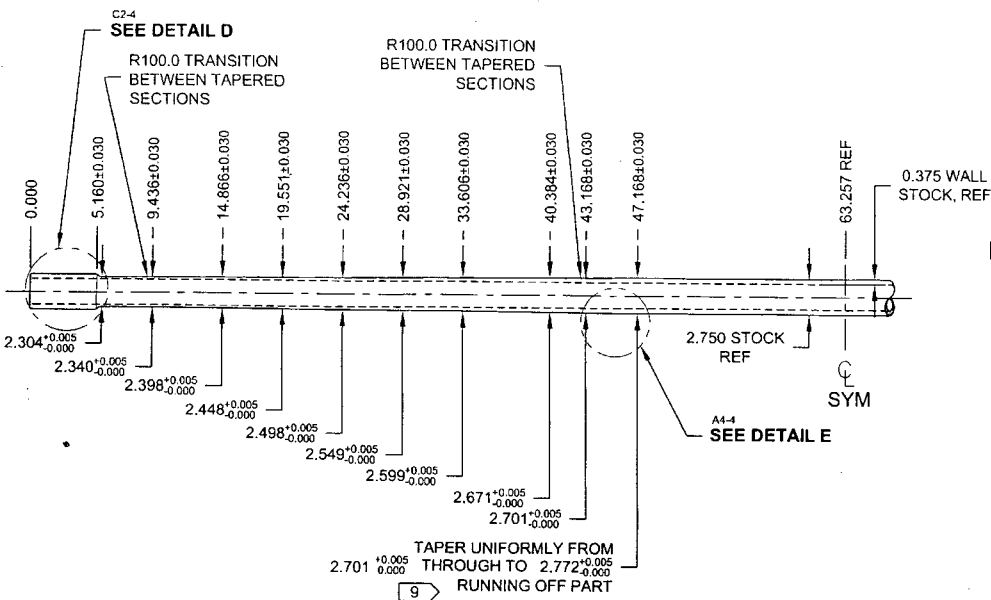 C2-4
SEE DETAIL D
R100.0 TRANSITION
BETWEEN TAPERED
SECTIONS
R100.0 TRANSITION
BETWEEN TAPERED
SECTIONS
0.000
5.160±0.030
9.436±0.030
14.866±0.030
19.551±0.030
24.236±0.030
28.921±0.030
33.606±0.030
40.384±0.030
43.168±0.030
47.168±0.030
63.257 REF
0.375 WALL
STOCK, REF
2.304 +0.005 -0.000
2.340 +0.005 -0.000
2.398 +0.005 -0.000
2.448 +0.005 -0.000
2.498 +0.005 -0.000
2.549 +0.005 -0.000
2.599 +0.005 -0.000
2.671 +0.005 -0.000
2.701 +0.005 -0.000
2.750 STOCK
REF
℄
SYM
A4-4
SEE DETAIL E
TAPER UNIFORMLY FROM
2.701 +0.005 0.000 THROUGH TO 2.772 +0.005 -0.000
RUNNING OFF PART
9